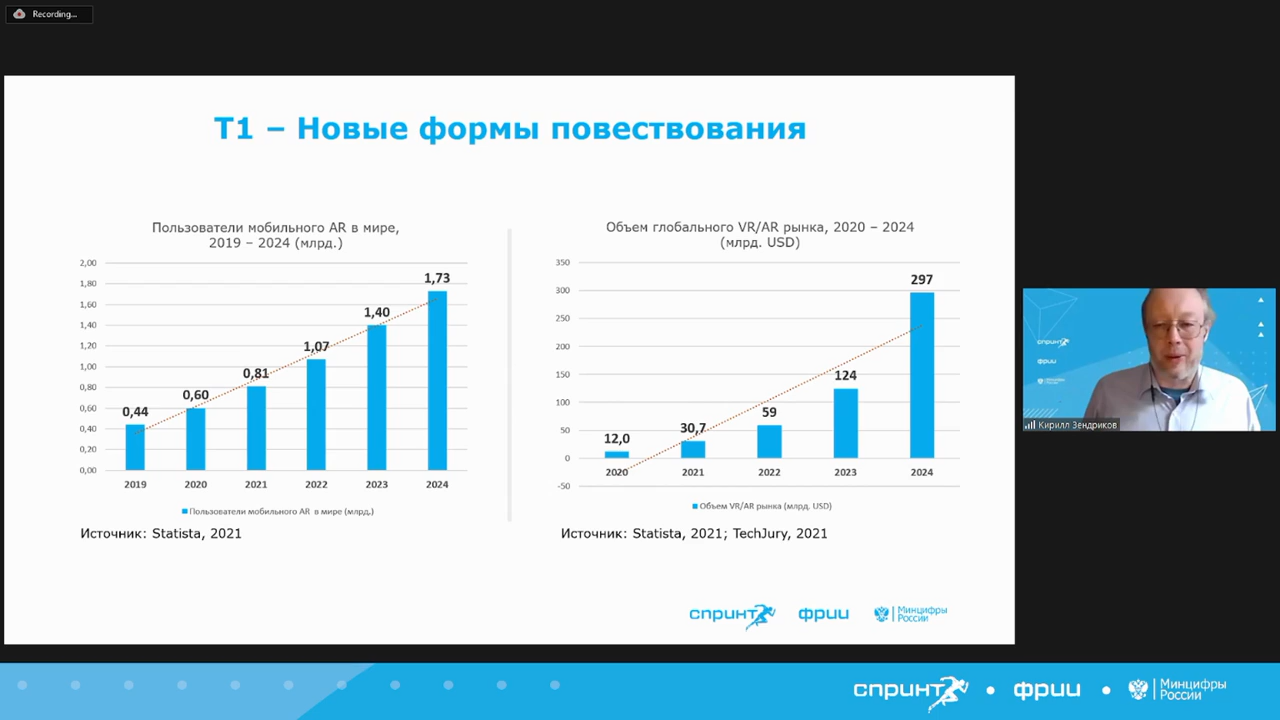 Recording...
Т1 – Новые формы повествования
Пользователи мобильного AR в мире,
2019 – 2024 (млрд.)
2,00
1,80
1,60
1,40
1,20
1,00
0,80
0,60
0,40
0,20
0,00
0,44
0,60
0,81
1,07
1,40
1,73
2019
2020
2021
2022
2023
2024
Пользователи мобильного AR в мире (млрд.)
Источник: Statista, 2021
Объем глобального VR/AR рынка, 2020 – 2024
(млрд. USD)
350
300
250
200
150
100
50
0
-50
12,0
30,7
59
124
297
2020
2021
2022
2023
2024
Объем VR/AR рынка (млрд. USD)
Источник: Statista, 2021; TechJury, 2021
спринт
фрии
Минцифры
России
спринт
фрии
Кирилл Зендриков
спринт
фрии
Минцифры
России